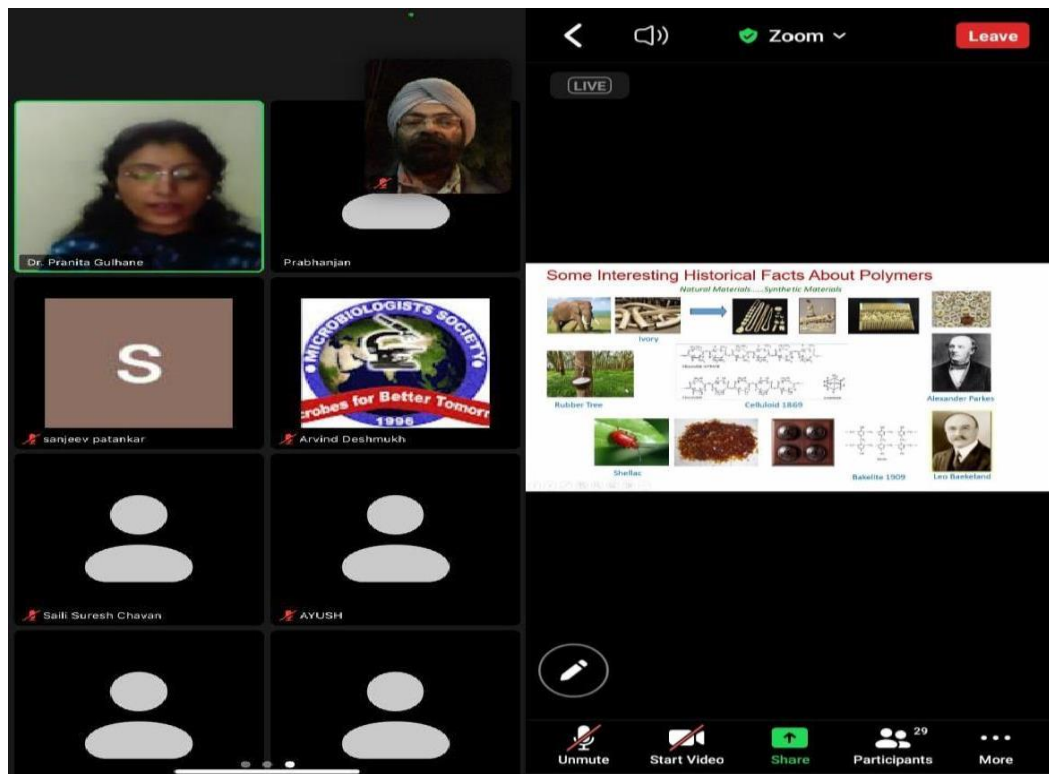 Dr. Pranita Gulhane
Prabhanjan
S
MICROBIOLOGISTS SOCIETY
crobes for Better Tomorr
1996
sanjeev patankar
Arvind Deshmukh
Saili Suresh Chavan
AYUSH
Zoom
Leave
LIVE
Some Interesting Historical Facts About Polymers
Natural Materials.....Synthetic Materials
Ivory
Rubber Tree
Celluloid 1869
Alexander Parkes
Shellac
Bakelite 1909
Leo Baekeland
Unmute
Start Video
Share
29
Participants
More